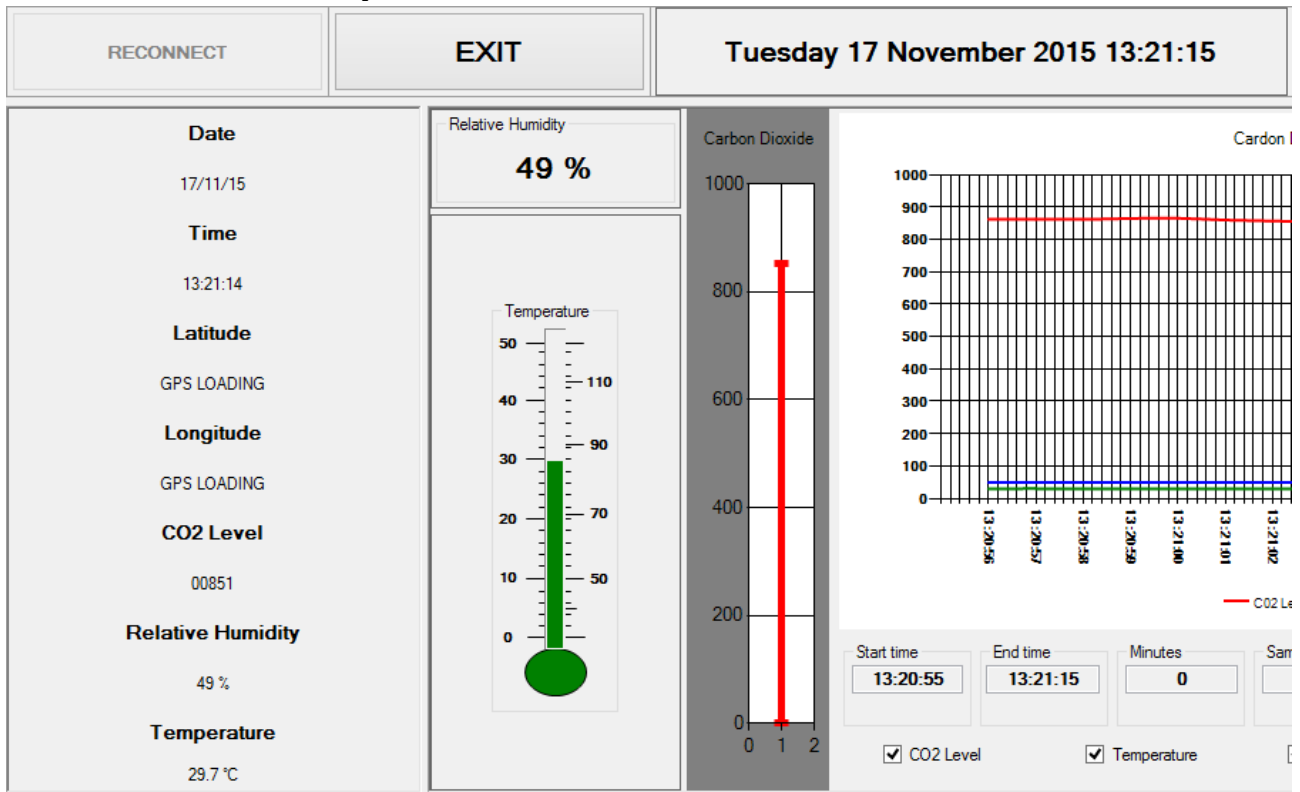 RECONNECT
EXIT
Tuesday 17 November 2015 13:21:15
Date
17/11/15
Time
13:21:14
Latitude
GPS LOADING
Longitude
GPS LOADING
CO2 Level
00851
Relative Humidity
49 %
Temperature
29.7 °C
Relative Humidity
49 %
Temperature
50
40
30
20
10
0
110
90
70
50
Carbon Dioxide
1000
800
600
400
200
0
0 1 2
Cardon
1000
900
800
700
600
500
400
300
200
100
0
13:20:56
13:20:57
13:20:58
13:20:59
13:21:00
13:21:01
13:21:02
CO2 Le
Start time
13:20:55
End time
13:21:15
Minutes
0
Sam
CO2 Level
Temperature